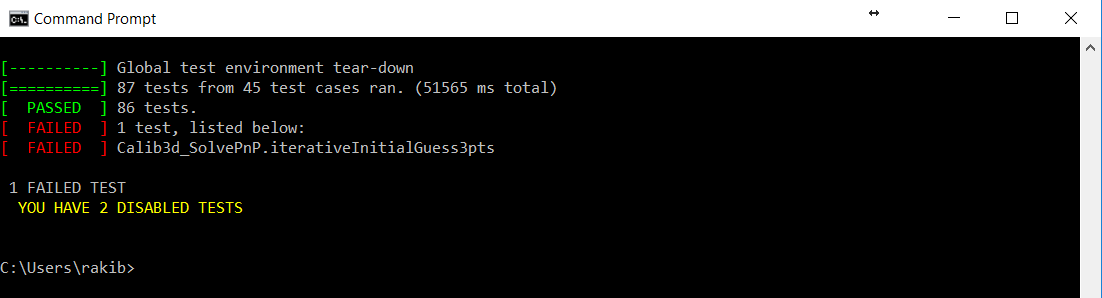 Command Prompt
[----------] Global test environment tear-down
[==========] 87 tests from 45 test cases ran. (51565 ms total)
[  PASSED  ] 86 tests.
[  FAILED  ] 1 test, listed below:
[  FAILED  ] Calib3d_SolvePnP.iterativeInitialGuess3pts
1 FAILED TEST
YOU HAVE 2 DISABLED TESTS
C:\Users\rakib>